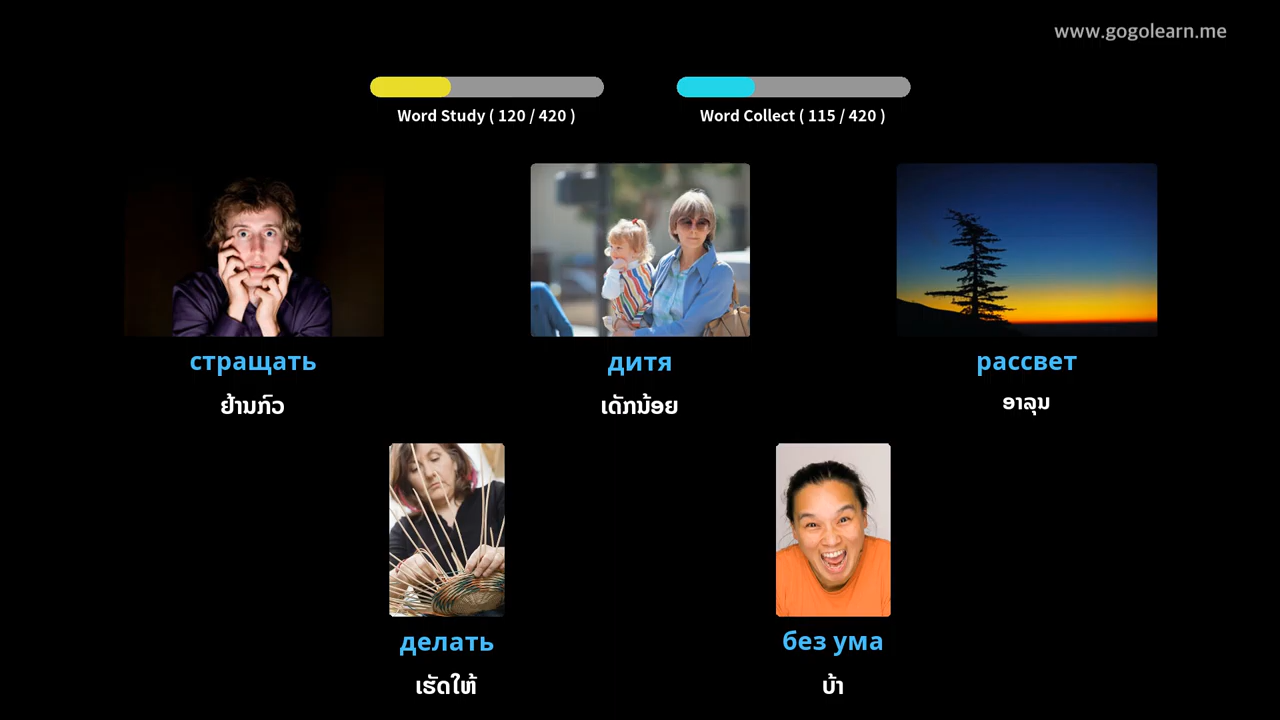 www.gogolearn.me
Word Study ( 120 / 420 )
Word Collect ( 115 / 420 )
стращать
дитя
рассвет
ຢ້ານກົວ
ເດັກນ້ອຍ
ອາລຸນ
делать
без ума
ເຮັດໃຫ້
ບ້າ